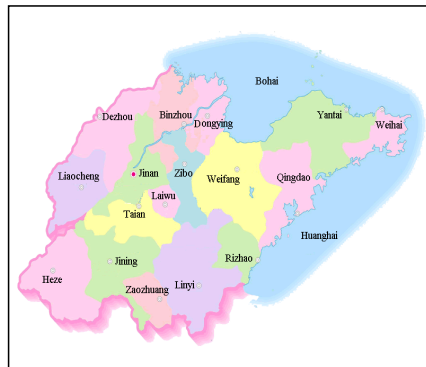 Bohai
Dezhou
Binzhou
Yantai
Dongying
Weihai
Liaocheng
Jinan
Zibo
Weifang
Qingdao
Laiwu
Taian
Huanghai
Jining
Rizhao
Heze
Zaozhuang
Linyi